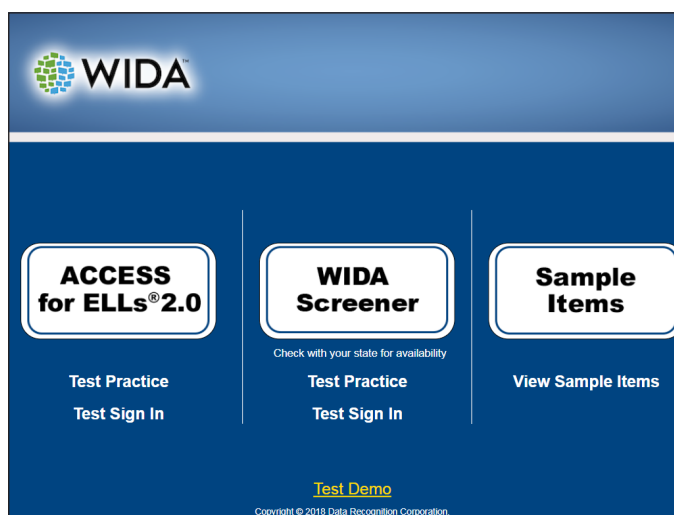 WIDA™
ACCESS
for ELLs®2.0
Test Practice
Test Sign In
WIDA
Screener
Check with your state for availability
Test Practice
Test Sign In
Sample
Items
View Sample Items
Test Demo
Copyright © 2018 Data Recognition Corporation.